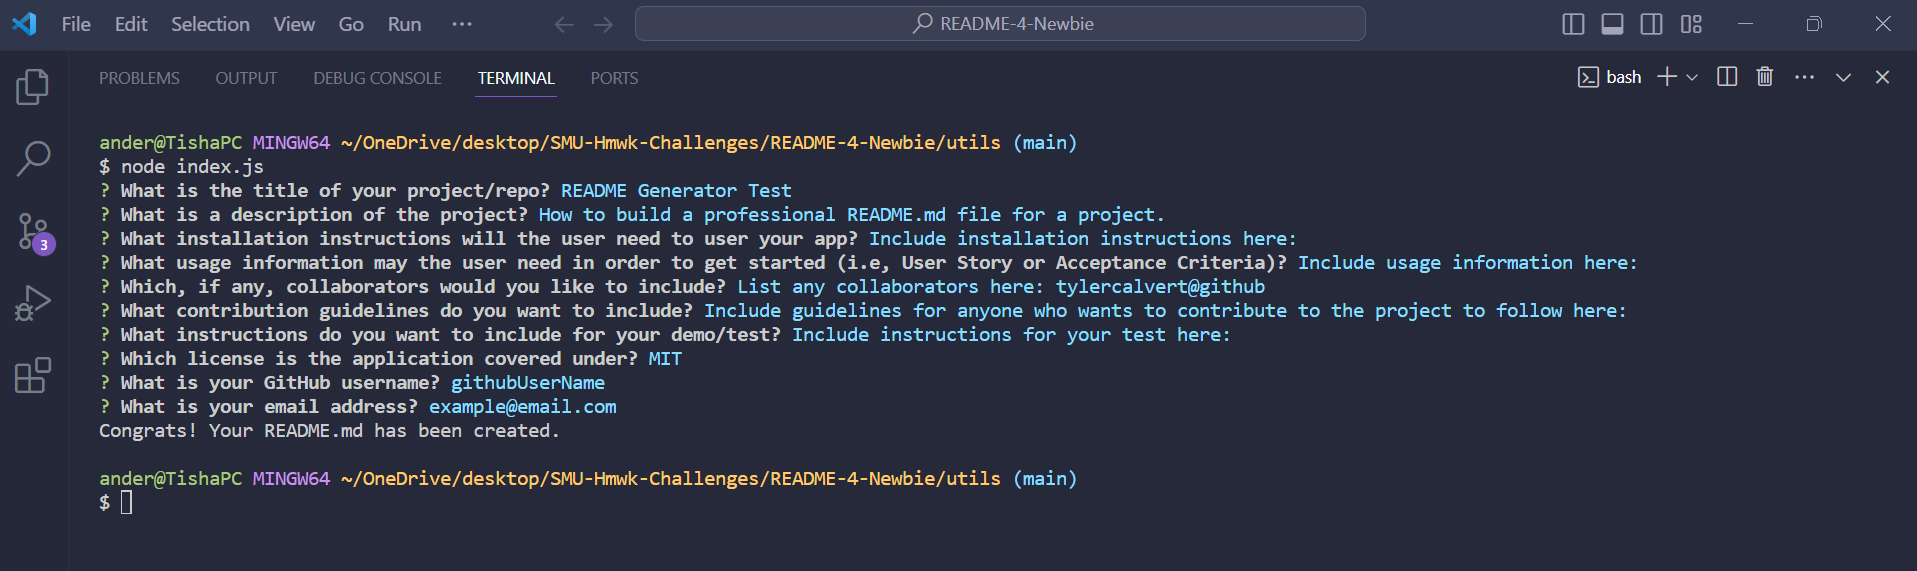 File Edit Selection View Go Run ··· README-4-Newbie
PROBLEMS OUTPUT DEBUG CONSOLE TERMINAL PORTS bash
ander@TishaPC MINGW64 ~/OneDrive/desktop/SMU-Hmwk-Challenges/README-4-Newbie/utils (main)
$ node index.js
? What is the title of your project/repo? README Generator Test
? What is a description of the project? How to build a professional README.md file for a project.
? What installation instructions will the user need to user your app? Include installation instructions here:
? What usage information may the user need in order to get started (i.e, User Story or Acceptance Criteria)? Include usage information here:
? Which, if any, collaborators would you like to include? List any collaborators here: tylercalvert@github
? What contribution guidelines do you want to include? Include guidelines for anyone who wants to contribute to the project to follow here:
? What instructions do you want to include for your demo/test? Include instructions for your test here:
? Which license is the application covered under? MIT
? What is your GitHub username? githubUserName
? What is your email address? example@email.com
Congrats! Your README.md has been created.
ander@TishaPC MINGW64 ~/OneDrive/desktop/SMU-Hmwk-Challenges/README-4-Newbie/utils (main)
$
3